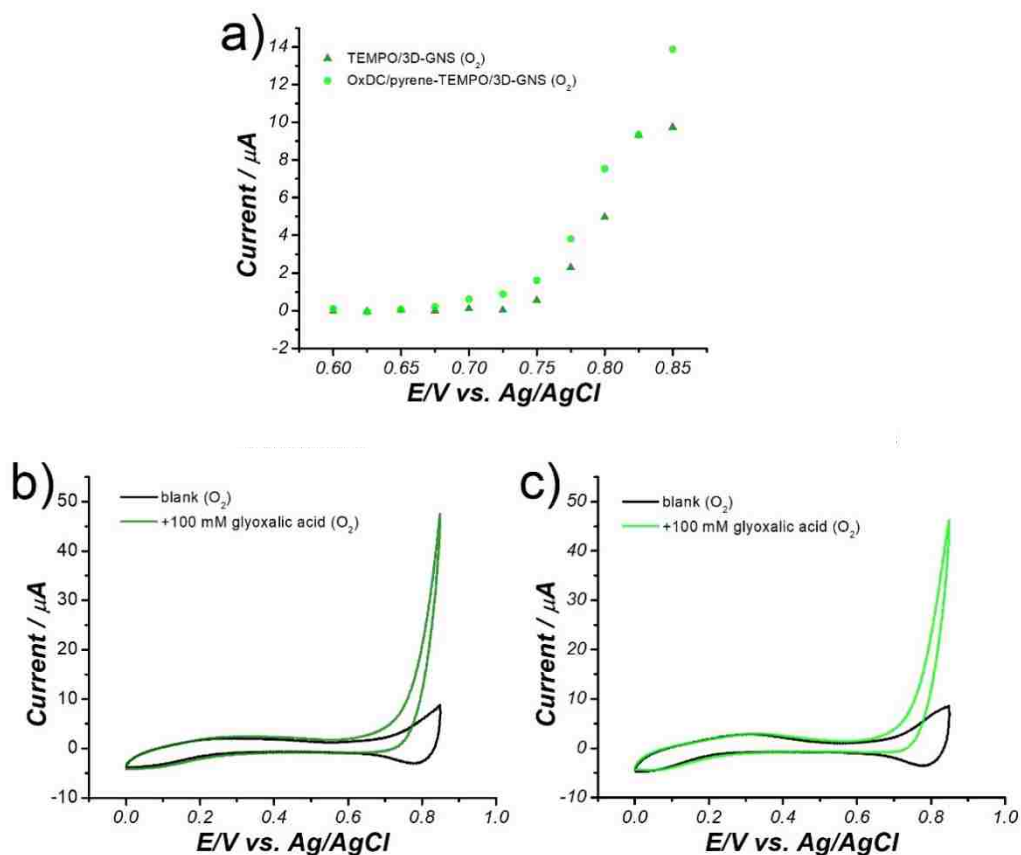 a)
TEMPO/3D-GNS (O₂)
OxDC/pyrene-TEMPO/3D-GNS (O₂)
Current / µA
14
12
10
8
6
4
2
0
-2
0.60 0.65 0.70 0.75 0.80 0.85
E/V vs. Ag/AgCl
b)
blank (O₂)
+100 mM glyoxalic acid (O₂)
Current / µA
50
40
30
20
10
0
-10
0.0 0.2 0.4 0.6 0.8 1.0
E/V vs. Ag/AgCl
c)
blank (O₂)
+100 mM glyoxalic acid (O₂)
Current / µA
50
40
30
20
10
0
-10
0.0 0.2 0.4 0.6 0.8 1.0
E/V vs. Ag/AgCl